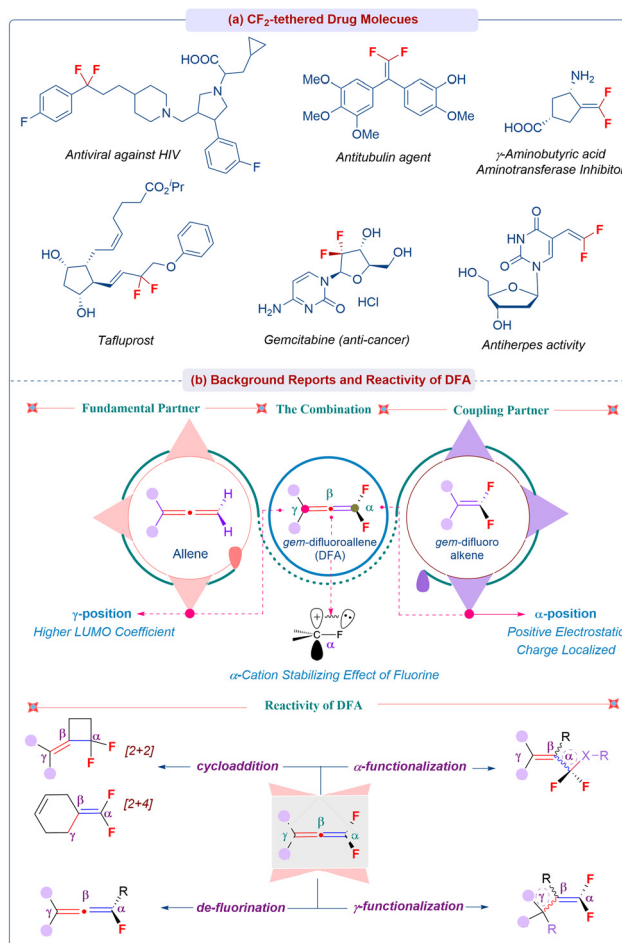 (a) CF₂-tethered Drug Molecues
F F
HOOC
N
N
F
F
Antiviral against HIV
F F
MeO
OH
MeO
OMe
OMe
Antitubulin agent
NH₂
F
F
HOOC
γ-Aminobutyric acid
Aminotransferase Inhibitor
CO₂ⁱPr
HO
O
F F
OH
Tafluprost
F
OH
F
OH
N
O
H₂N N O
HCl
Gemcitabine (anti-cancer)
O
F
HN
F
O N
HO
O
OH
Antiherpes activity
(b) Background Reports and Reactivity of DFA
Fundamental Partner
The Combination
Coupling Partner
H
H
Allene
γ β α
F
F
gem-difluoroallene
(DFA)
F
F
gem-difluoro
alkene
γ-position
Higher LUMO Coefficient
+
C F
α
α-Cation Stabilizing Effect of Fluorine
α-position
Positive Electrostatic
Charge Localized
Reactivity of DFA
β
γ
α
F
F
[2+2]
cycloaddition
α-functionalization
R
β
γ
α
X–R
F
F
β
[2+4]
F
α
F
γ
F
β
γ
α
F
R
β
γ
α
F
de-fluorination
γ-functionalization
R
γ
β
F
α
F
R